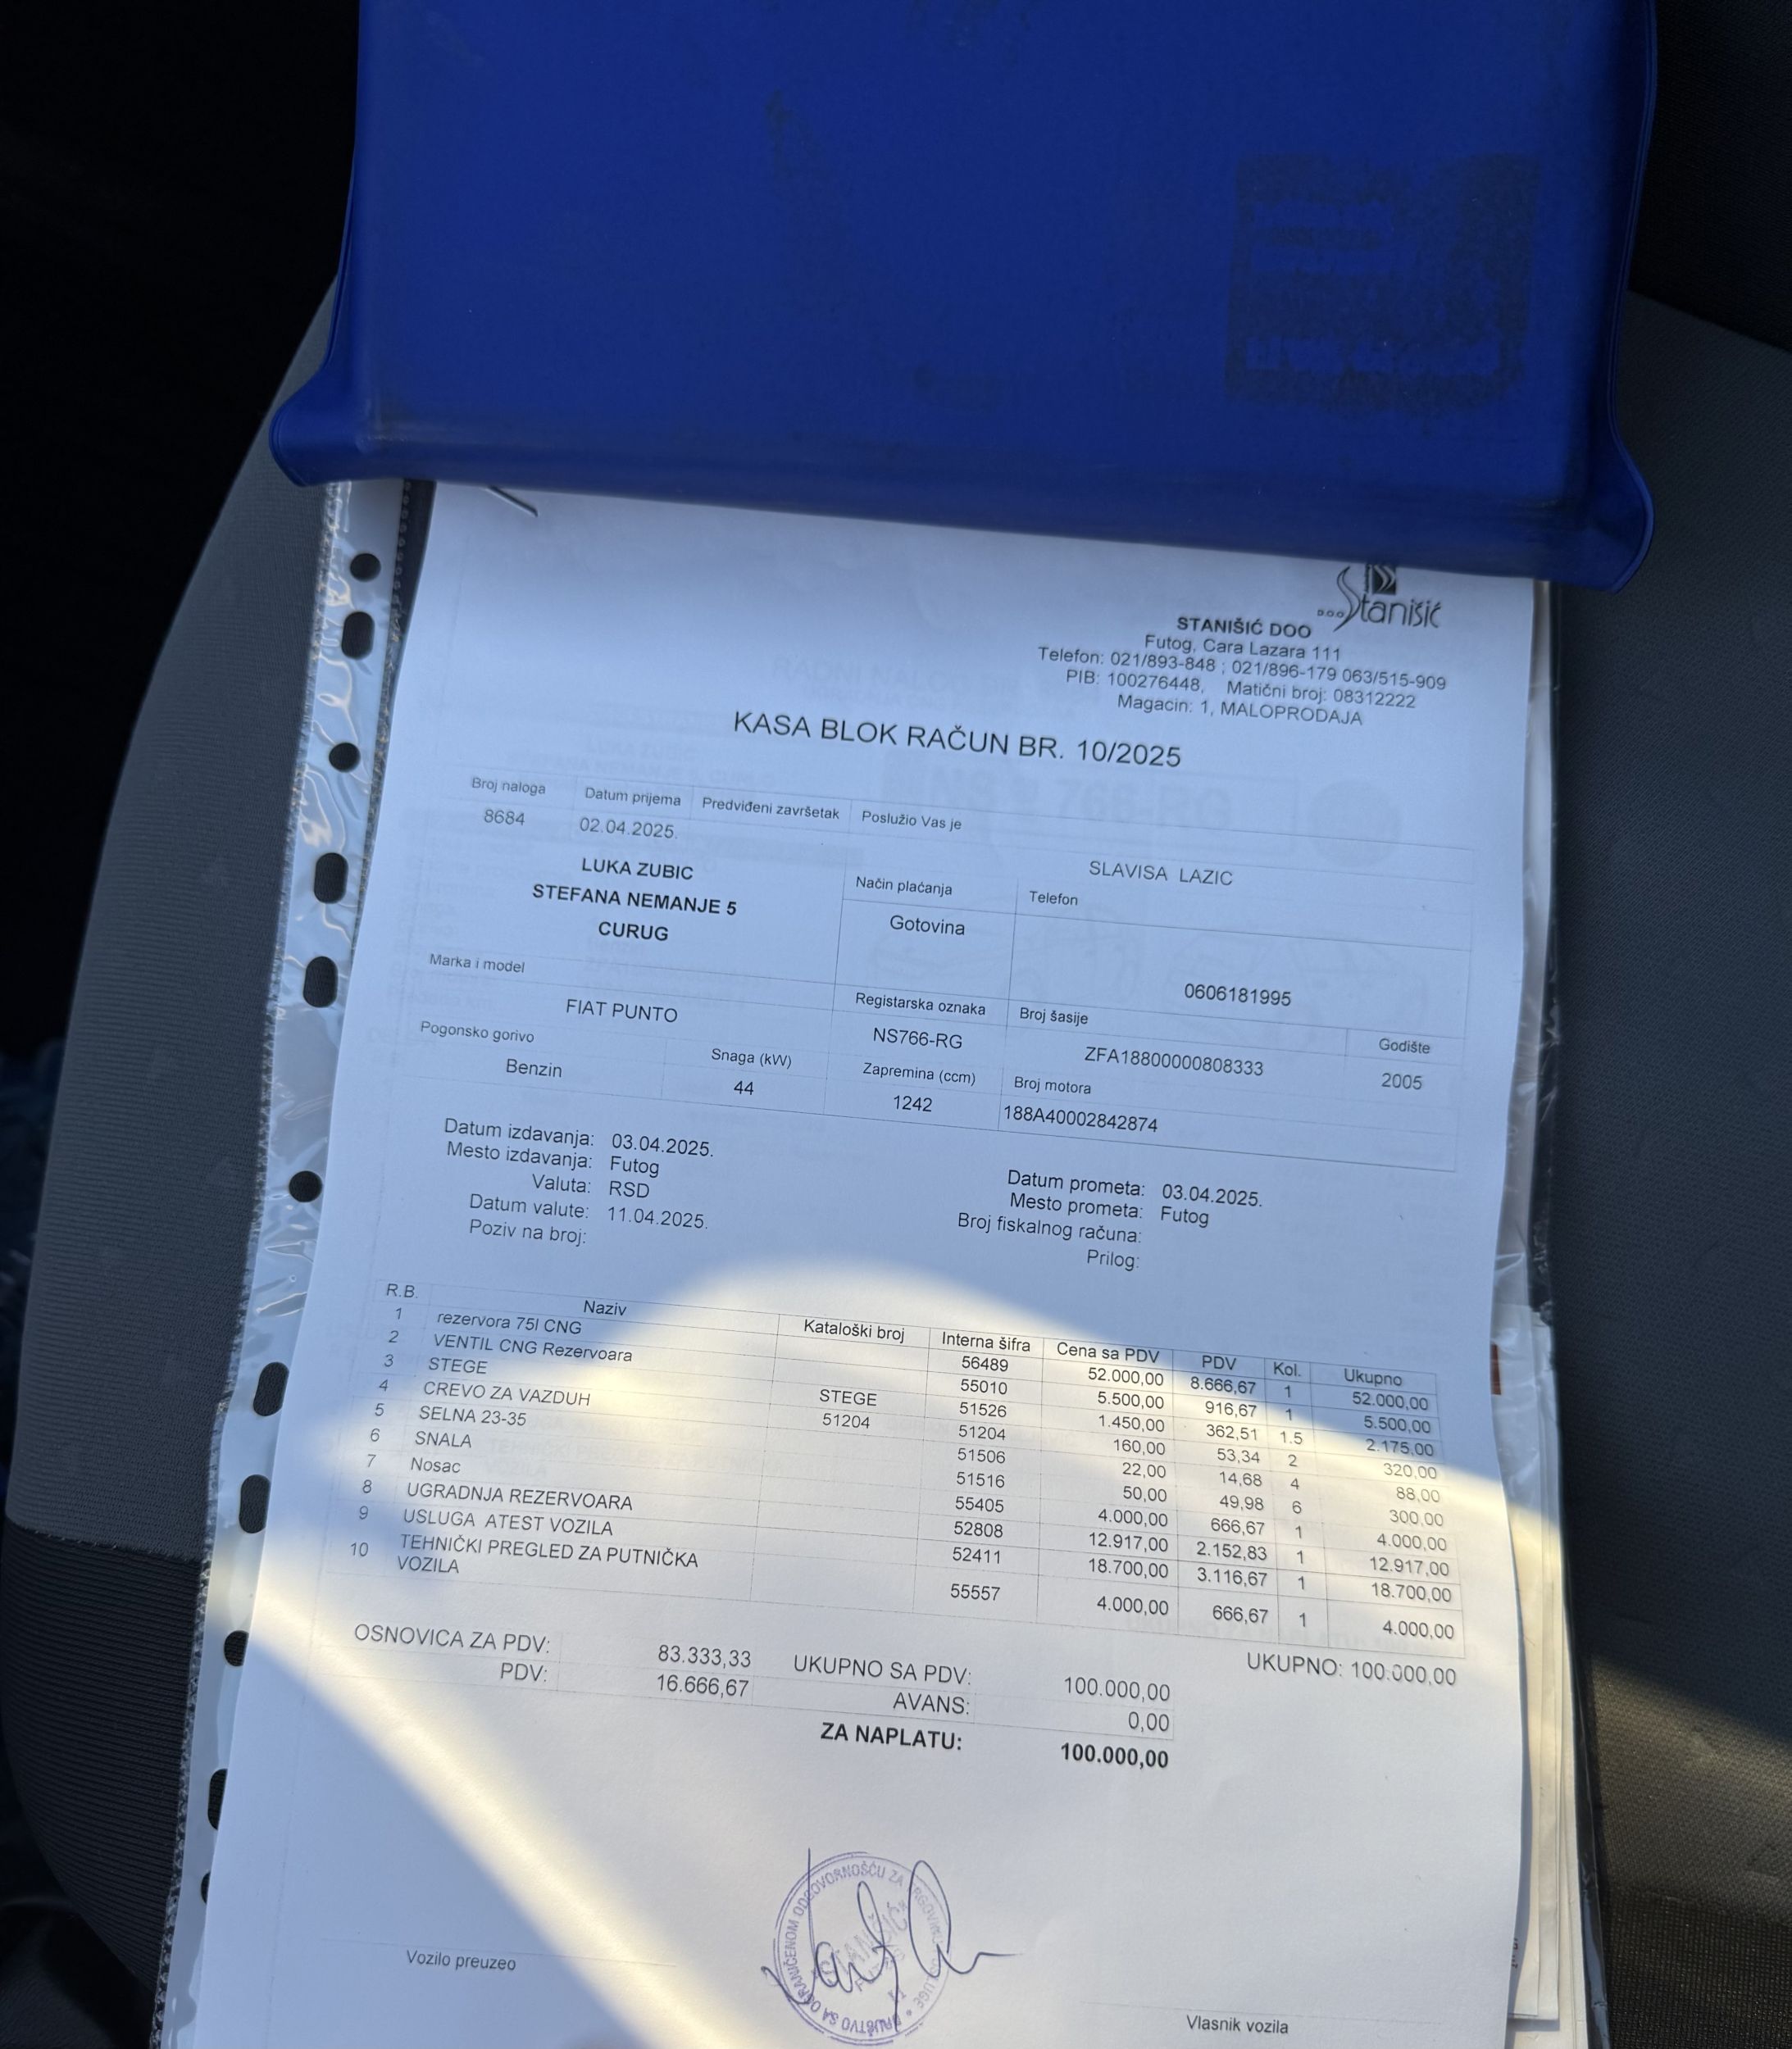 D.O.O. Stanišić
STANIŠIĆ DOO
Futog, Cara Lazara 111
Telefon: 021/893-848 ; 021/896-179 063/515-909
PIB: 100276448, Matični broj: 08312222
Magacin: 1, MALOPRODAJA
KASA BLOK RAČUN BR. 10/2025
Broj naloga Datum prijema Predviđeni završetak Poslužio Vas je
8684 02.04.2025. SLAVISA LAZIC
LUKA ZUBIC
STEFANA NEMANJE 5
CURUG
Način plaćanja Telefon
Gotovina 0606181995
Marka i model Registarska oznaka Broj šasije Godište
FIAT PUNTO NS766-RG ZFA18800000808333 2005
Pogonsko gorivo Snaga (kW) Zapremina (ccm) Broj motora
Benzin 44 1242 188A40002842874
Datum izdavanja: 03.04.2025.
Mesto izdavanja: Futog
Valuta: RSD
Datum valute: 11.04.2025.
Poziv na broj:
Datum prometa: 03.04.2025.
Mesto prometa: Futog
Broj fiskalnog računa:
Prilog:
R.B. Naziv Kataloški broj Interna šifra Cena sa PDV PDV Kol. Ukupno
1 rezervora 75l CNG 56489 52.000,00 8.666,67 1 52.000,00
2 VENTIL CNG Rezervoara 55010 5.500,00 916,67 1 5.500,00
3 STEGE STEGE 51526 1.450,00 362,51 1.5 2.175,00
4 CREVO ZA VAZDUH 51204 51204 160,00 53,34 2 320,00
5 SELNA 23-35 51506 22,00 14,68 4 88,00
6 SNALA 51516 50,00 49,98 6 300,00
7 Nosac 55405 4.000,00 666,67 1 4.000,00
8 UGRADNJA REZERVOARA 52808 12.917,00 2.152,83 1 12.917,00
9 USLUGA ATEST VOZILA 52411 18.700,00 3.116,67 1 18.700,00
10 TEHNIČKI PREGLED ZA PUTNIČKA
VOZILA 55557 4.000,00 666,67 1 4.000,00
UKUPNO: 100.000,00
OSNOVICA ZA PDV: 83.333,33 UKUPNO SA PDV: 100.000,00
PDV: 16.666,67 AVANS: 0,00
ZA NAPLATU: 100.000,00
DRUŠTVO SA OGRANIČENOM ODGOVORNOŠĆU ZA
STANIŠIĆ
Vozilo preuzeo
Vlasnik vozila